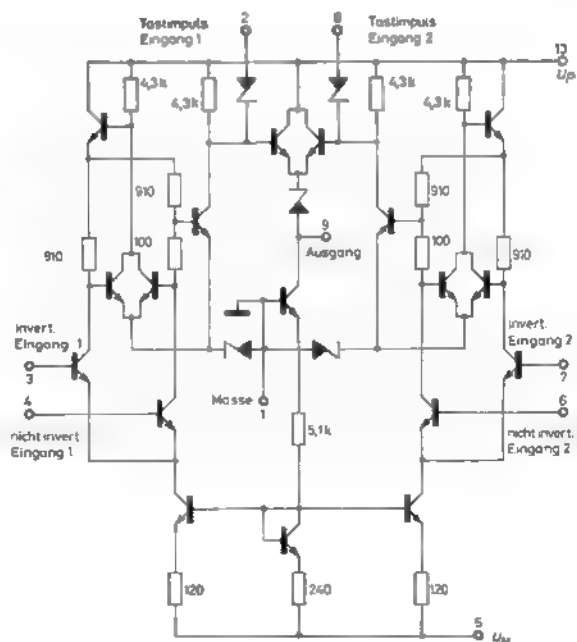 Tastimpuls
Eingang 1
2
8
Tastimpuls
Eingang 2
10
Up
4,3k
4,3k
4,3k
4,3k
910
910
100
100
910
910
9
Ausgang
invert.
Eingang 1
3
invert.
Eingang 2
7
4
6
Masse
1
nicht invert.
Eingang 1
nicht invert.
Eingang 2
5,1k
120
240
120
5